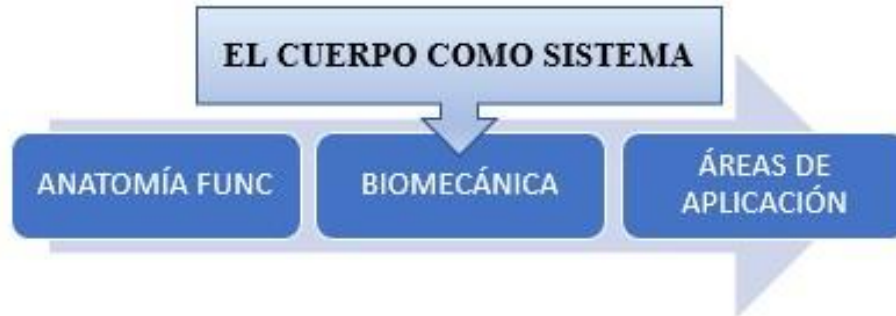 EL CUERPO COMO SISTEMA
ANATOMÍA FUNC
BIOMECÁNICA
ÁREAS DE
APLICACIÓN